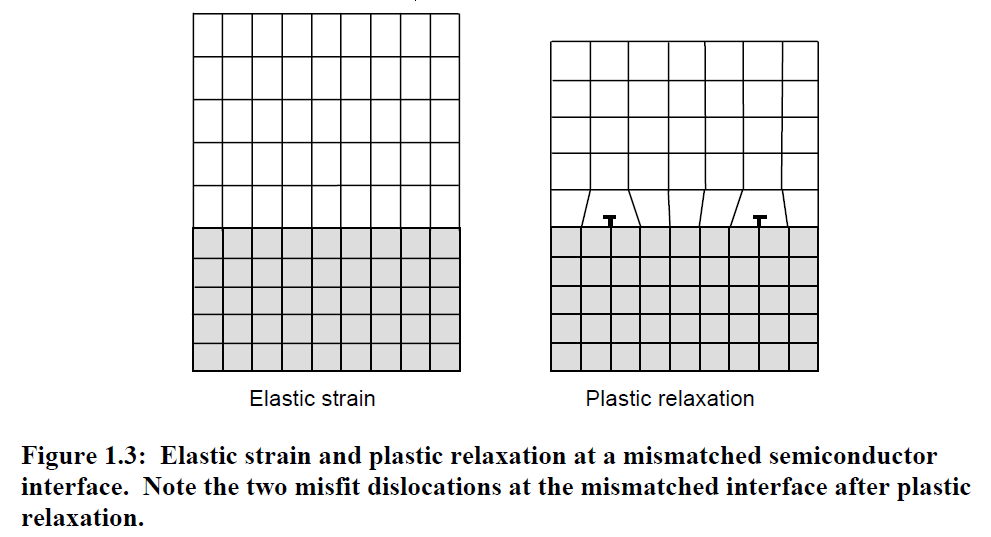 Elastic strain
Plastic relaxation
Figure 1.3:  Elastic strain and plastic relaxation at a mismatched semiconductor
interface.  Note the two misfit dislocations at the mismatched interface after plastic
relaxation.